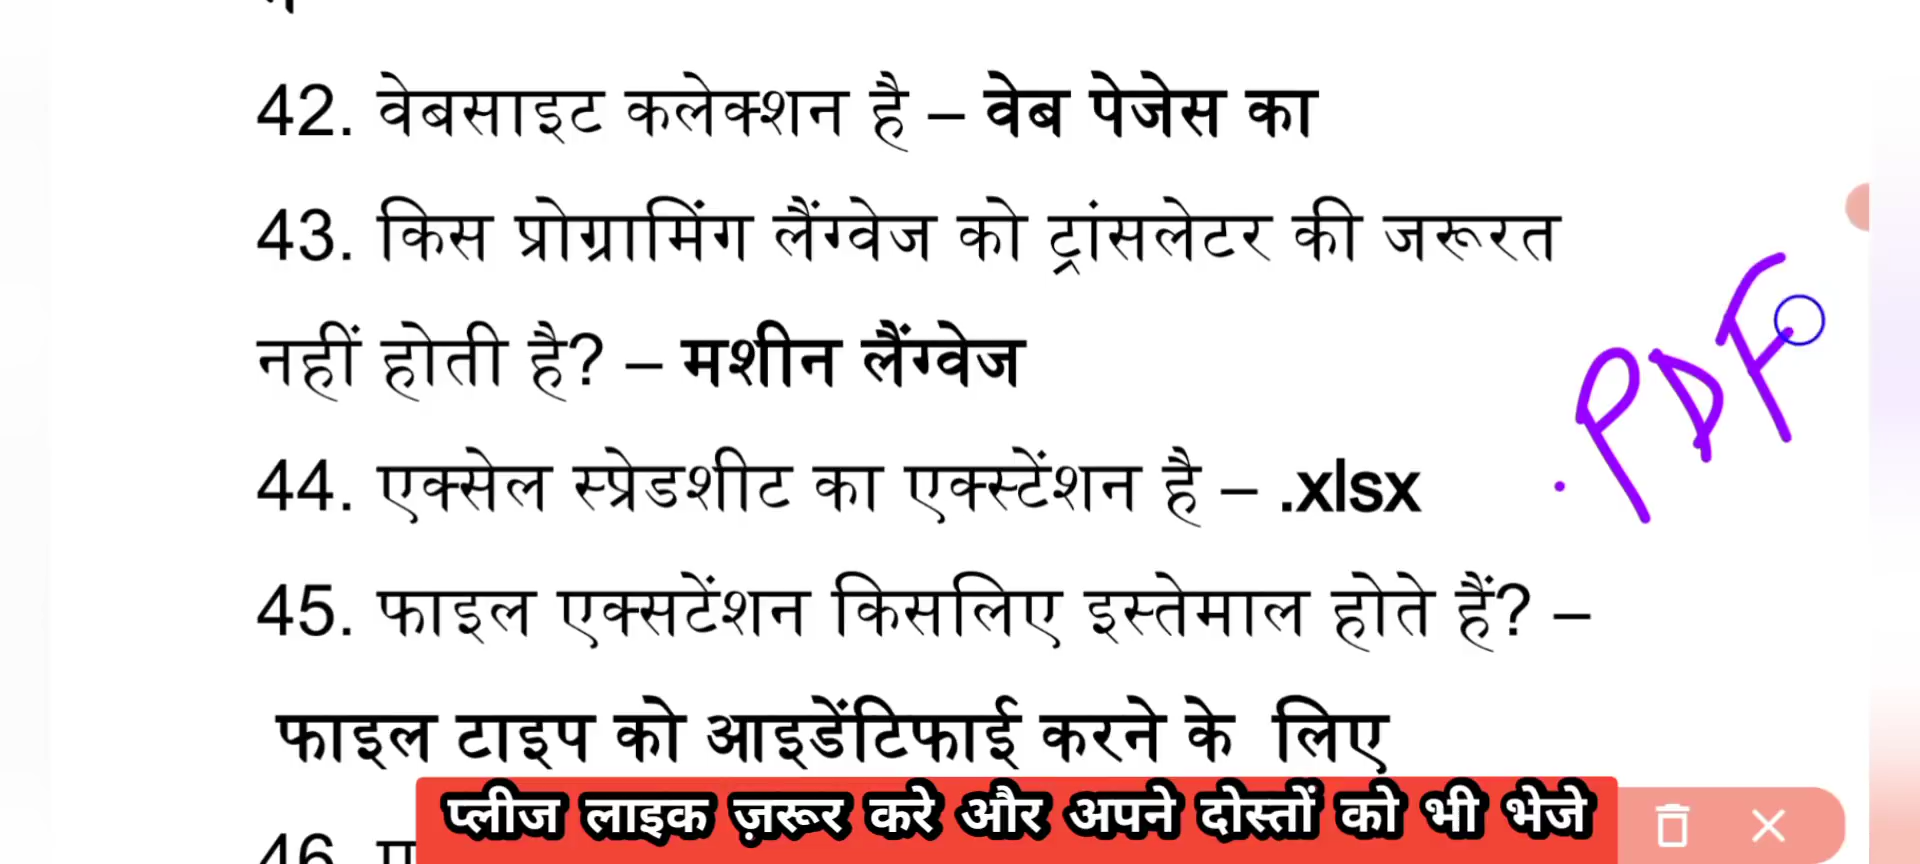 42. वेबसाइट कलेक्शन है – वेब पेजेस का
43. किस प्रोग्रामिंग लैंग्वेज को ट्रांसलेटर की जरूरत
नहीं होती है? – मशीन लैंग्वेज
.PDF
44. एक्सेल स्प्रेडशीट का एक्स्टेंशन है – .xlsx
45. फाइल एक्सटेंशन किसलिए इस्तेमाल होते हैं? –
फाइल टाइप को आइडेंटिफाई करने के लिए
प्लीज लाइक ज़रूर करे और अपने दोस्तों को भी भेजे
46.